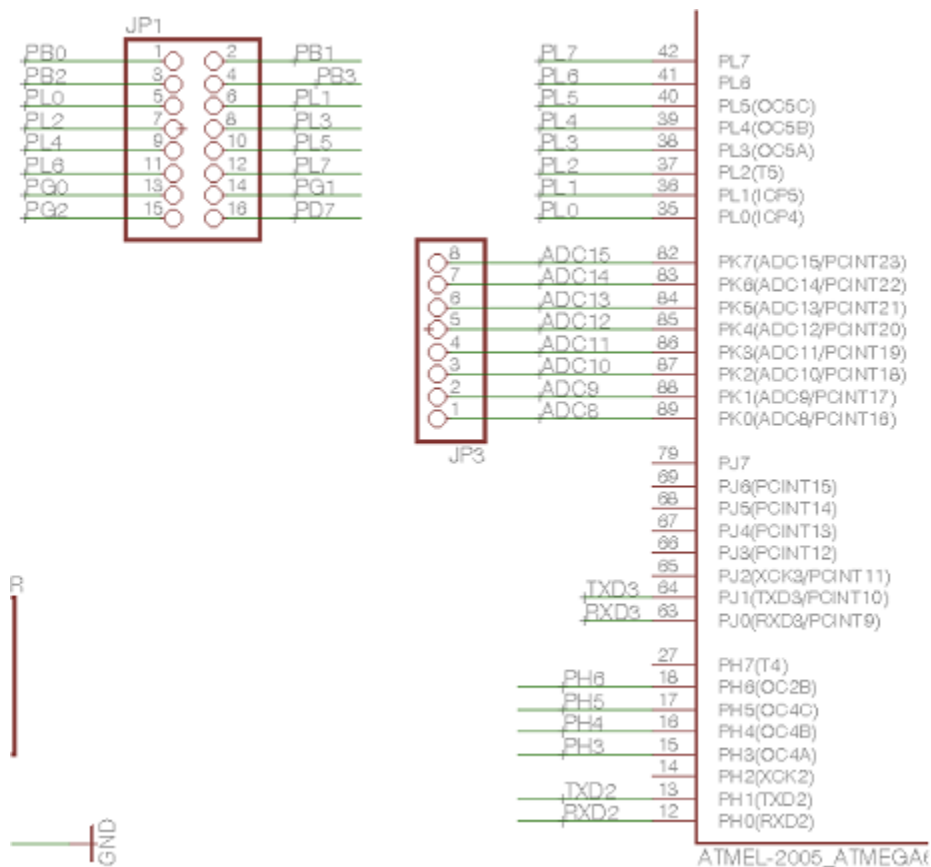 JP1
PB0 1 2 PB1
PB2 3 4 PB3
PL0 5 6 PL1
PL2 7 8 PL3
PL4 9 10 PL5
PL6 11 12 PL7
PG0 13 14 PG1
PG2 15 16 PD7
PL7 42 PL7
PL6 41 PL6
PL5 40 PL5(OC5C)
PL4 39 PL4(OC5B)
PL3 38 PL3(OC5A)
PL2 37 PL2(T5)
PL1 36 PL1(ICP5)
PL0 35 PL0(ICP4)
8 ADC15 82 PK7(ADC15/PCINT23)
7 ADC14 83 PK6(ADC14/PCINT22)
6 ADC13 84 PK5(ADC13/PCINT21)
5 ADC12 85 PK4(ADC12/PCINT20)
4 ADC11 86 PK3(ADC11/PCINT19)
3 ADC10 87 PK2(ADC10/PCINT18)
2 ADC9 88 PK1(ADC9/PCINT17)
1 ADC8 89 PK0(ADC8/PCINT16)
JP3
79 PJ7
69 PJ6(PCINT15)
68 PJ5(PCINT14)
67 PJ4(PCINT13)
66 PJ3(PCINT12)
65 PJ2(XCK3/PCINT11)
TXD3 64 PJ1(TXD3/PCINT10)
RXD3 63 PJ0(RXD3/PCINT9)
27 PH7(T4)
PH6 18 PH6(OC2B)
PH5 17 PH5(OC4C)
PH4 16 PH4(OC4B)
PH3 15 PH3(OC4A)
14 PH2(XCK2)
TXD2 13 PH1(TXD2)
RXD2 12 PH0(RXD2)
R
GND
ATMEL-2005_ATMEGA6